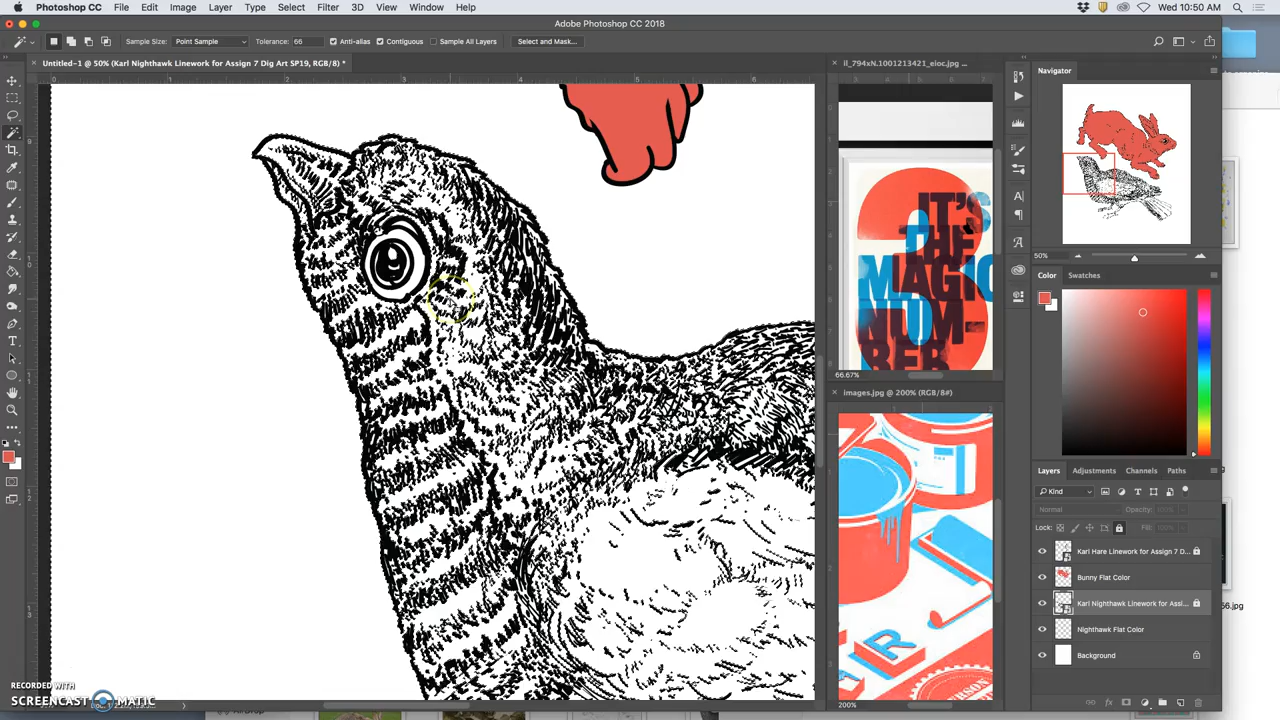 Photoshop File Edit Image Layer Type Select Filter 3D View Window Help
Wed 10:50 AM
Adobe Photoshop CC 2018
Sample Size: Point Sample Tolerance: 66 Anti-alias Contiguous Sample All Layers Select and Mask...
Untitled-1 @ 50% (Karl Nighthawk Linework for Assign 7 Dig Art SP19, RGB/8) *
il_794xN.1001213421_eioc.jpg ...
IT'S
THE
MAGIC
NUM-
BER
3
66.67%
images.jpg @ 200% (RGB/8#)
R
200%
Navigator
50%
Color Swatches
Layers Adjustments Channels Paths
Kind
Normal Opacity: 100%
Lock: Fill: 100%
Karl Hare Linework for Assign 7 D...
Bunny Flat Color
Karl Nighthawk Linework for Assi...
Nighthawk Flat Color
Background
RECORDED WITH
SCREENCAST MATIC